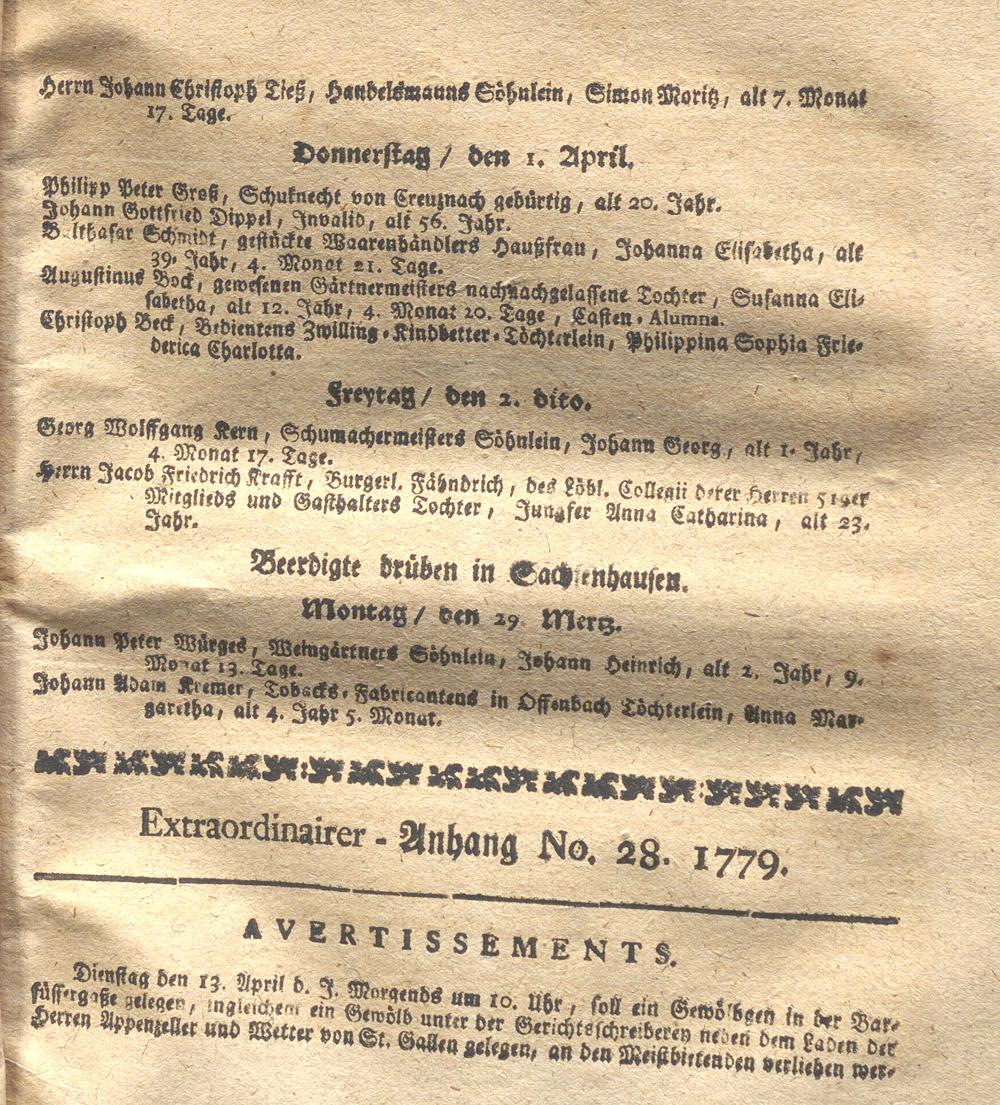 Herrn Johann Christoph Tietz, Handelsmanns Söhnlein, Simon Moritz, alt 7. Monat
17. Tage.
Donnerstag / den 1. April.
Philipp Peter Groß, Schuknecht von Creuznach gebürtig, alt 20. Jahr.
Johann Gottfried Dippel, Invalid, alt 56. Jahr.
Balthasar Schmidt, gestückte Waarenhändlers Haußfrau, Johanna Elisabetha, alt
39. Jahr, 4. Monat 21. Tage.
Augustinus Bock, gewesenen Gärtnermeisters nachnachgelassene Tochter, Susanna Eli-
sabetha, alt 12. Jahr, 4. Monat 20. Tage, Casten-Alumna.
Christoph Beck, Bedientens Zwilling-Kindbetter-Töchterlein, Philippina Sophia Frie-
derica Charlotta.
Freytag / den 2. dito.
Georg Wolffgang Kern, Schumachermeisters Söhnlein, Johann Georg, alt 1. Jahr,
4. Monat 17. Tage.
Herrn Jacob Friedrich Krafft, Burgerl. Fähndrich, des Löbl. Collegii derer Herren 51ger
Mitglieds und Gasthalters Tochter, Jungfer Anna Catharina, alt 23.
Jahr.
Beerdigte drüben in Sachsenhausen.
Montag / den 29 Mertz.
Johann Peter Würges, Weingärtners Söhnlein, Johann Heinrich, alt 2. Jahr, 9.
Monat 13. Tage.
Johann Adam Kremer, Tobacks-Fabricantens in Offenbach Töchterlein, Anna Mar-
garetha, alt 4. Jahr 5. Monat.
Extraordinairer - Anhang No. 28. 1779.
AVERTISSEMENTS.
Dienstag den 13. April d. J. Morgends um 10. Uhr, soll ein Gewölbgen in der Bar-
füssergaße gelegen, ingleichem ein Gewölb unter der Gerichtsschreiberey neben dem Laden der
Herren Appenzeller und Wetter von St. Gallen gelegen, an den Meistbietenden verliehen wer-